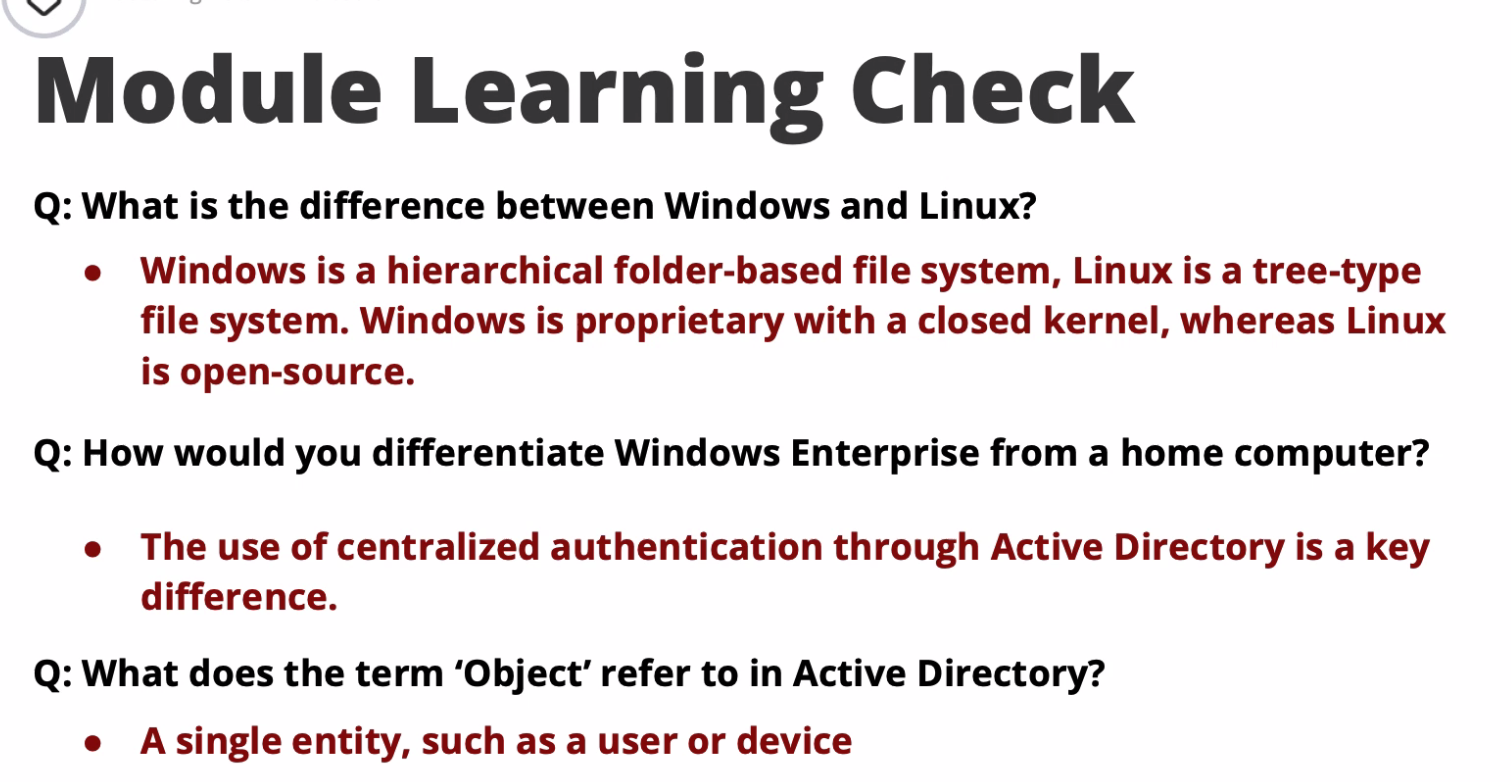 Module Learning Check
Q: What is the difference between Windows and Linux?
● Windows is a hierarchical folder-based file system, Linux is a tree-type
file system. Windows is proprietary with a closed kernel, whereas Linux
is open-source.
Q: How would you differentiate Windows Enterprise from a home computer?
● The use of centralized authentication through Active Directory is a key
difference.
Q: What does the term ‘Object’ refer to in Active Directory?
● A single entity, such as a user or device